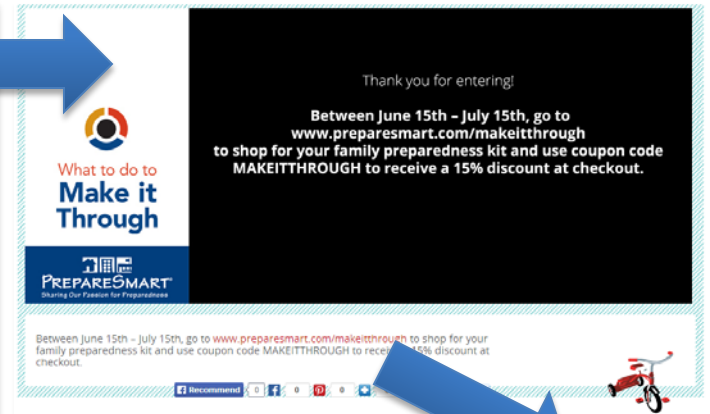 Thank you for entering!
Between June 15th – July 15th, go to
www.preparesmart.com/makeitthrough
to shop for your family preparedness kit and use coupon code
MAKEITTHROUGH to receive a 15% discount at checkout.
What to do to
Make it
Through
PREPARESMART
Sharing Our Passion for Preparedness
Between June 15th – July 15th, go to www.preparesmart.com/makeitthrough to shop for your
family preparedness kit and use coupon code MAKEITTHROUGH to receive 15% discount at
checkout.
Recommend 0 0 0